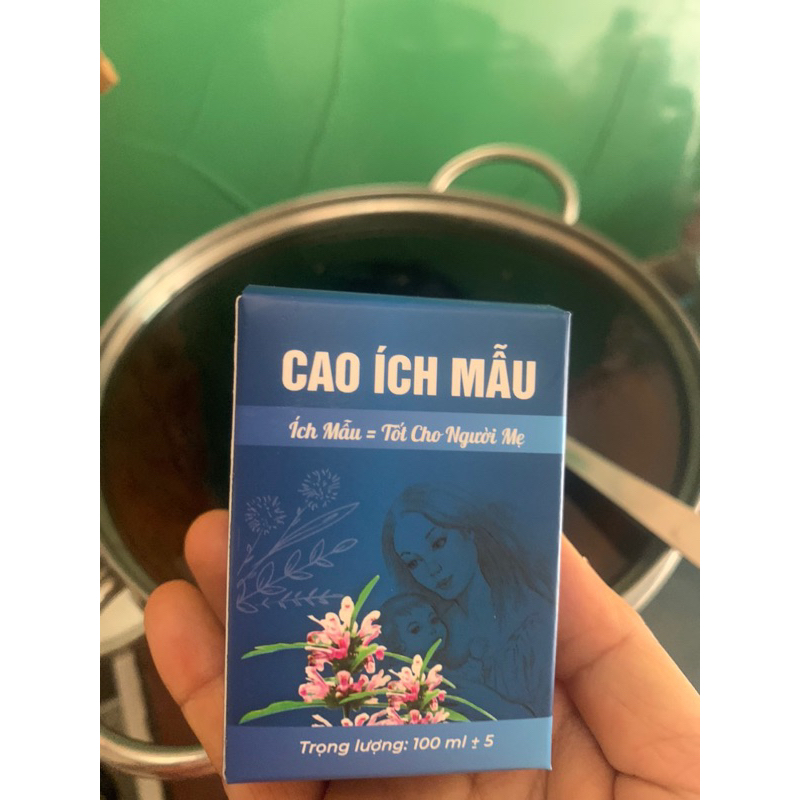 CAO ÍCH MẪU
Ích Mẫu = Tốt Cho Người Mẹ
Trọng lượng: 100 ml ± 5